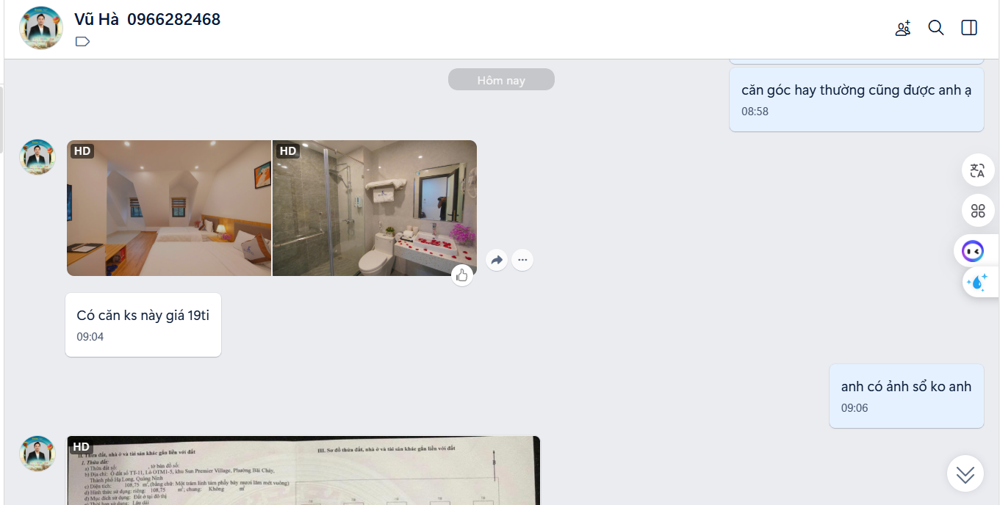 Vũ Hà 0966282468
Hôm nay
căn góc hay thường cũng được anh ạ
08:58
HD
HD
Có căn ks này giá 19ti
09:04
anh có ảnh sổ ko anh
09:06
HD
II. Thửa đất, nhà ở và tài sản khác gắn liền với đất
1. Thửa đất:
a) Thửa đất số: , tờ bản đồ số:
b) Địa chỉ: Ô đất số TT-11, Lô OTM1-5, khu Sun Premier Village, Phường Bãi Cháy,
Thành phố Hạ Long, Quảng Ninh
c) Diện tích: 108,75 m², (bằng chữ: Một trăm linh tám phẩy bảy mươi lăm mét vuông)
d) Hình thức sử dụng: riêng: 108,75 m²; chung: Không m²
đ) Mục đích sử dụng: Đất ở tại đô thị
e) Thời hạn sử dụng: Lâu dài
III. Sơ đồ thửa đất, nhà ở và tài sản khác gắn liền với đất
B